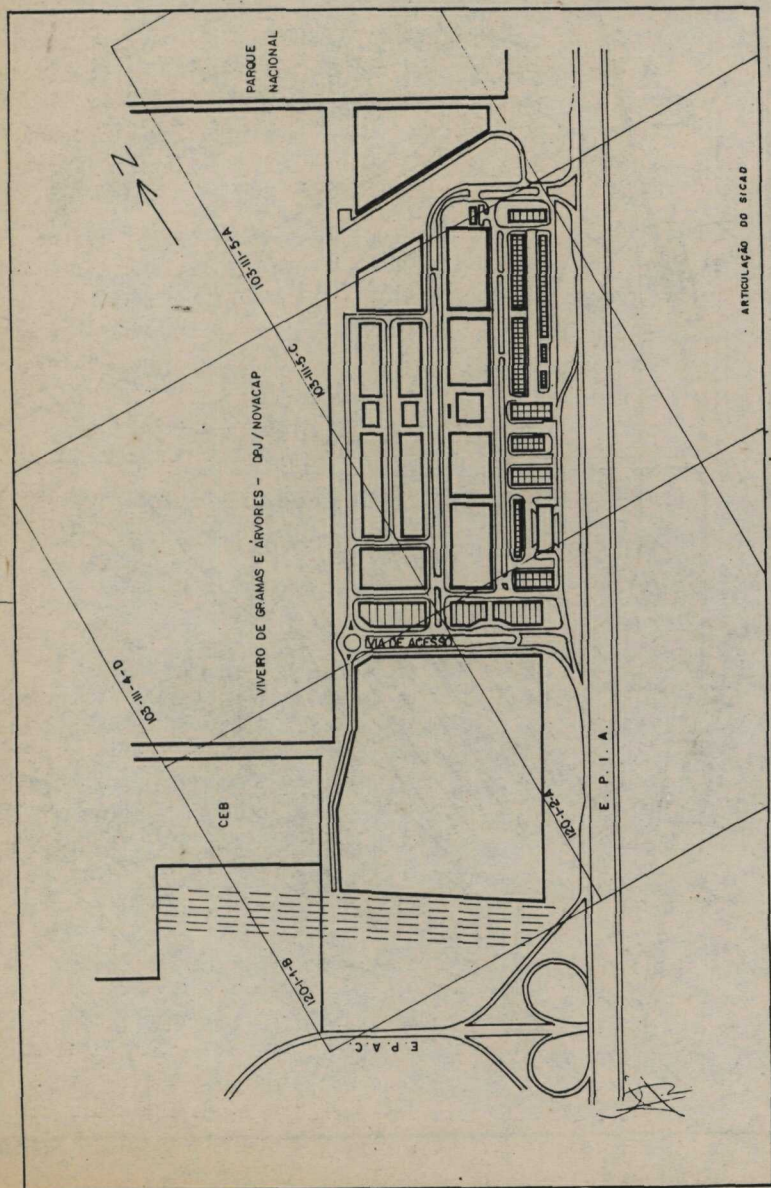 PARQUE
NACIONAL
N
103-III-5-A
103-III-5-C
VIVEIRO DE GRAMAS E ÁRVORES - DPJ/NOVACAP
103-III-4-D
VIA DE ACESSO
CEB
120-I-1-B
120-I-2-A
E. P. I. A.
E. P. A. C.
ARTICULAÇÃO DO SICAD